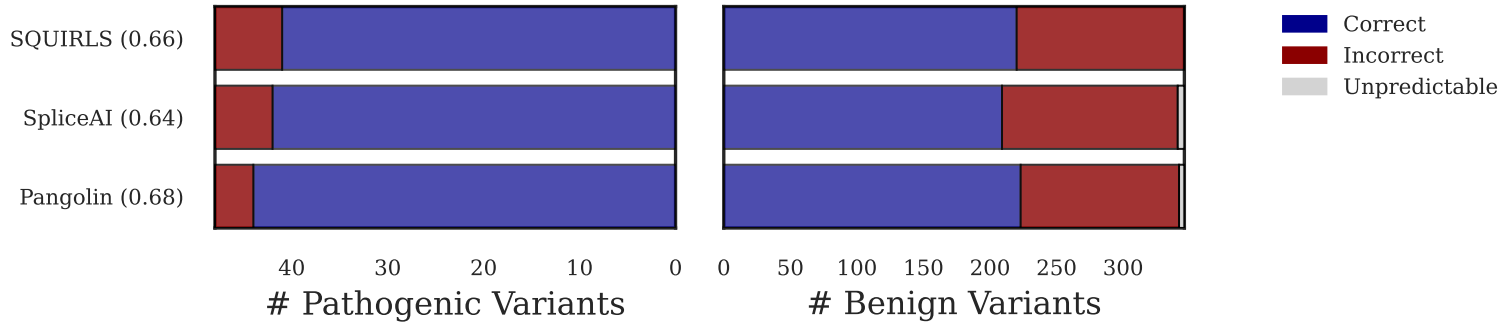 SQUIRLS (0.66)
SpliceAI (0.64)
Pangolin (0.68)
40 30 20 10 0
# Pathogenic Variants
0 50 100 150 200 250 300
# Benign Variants
Correct
Incorrect
Unpredictable